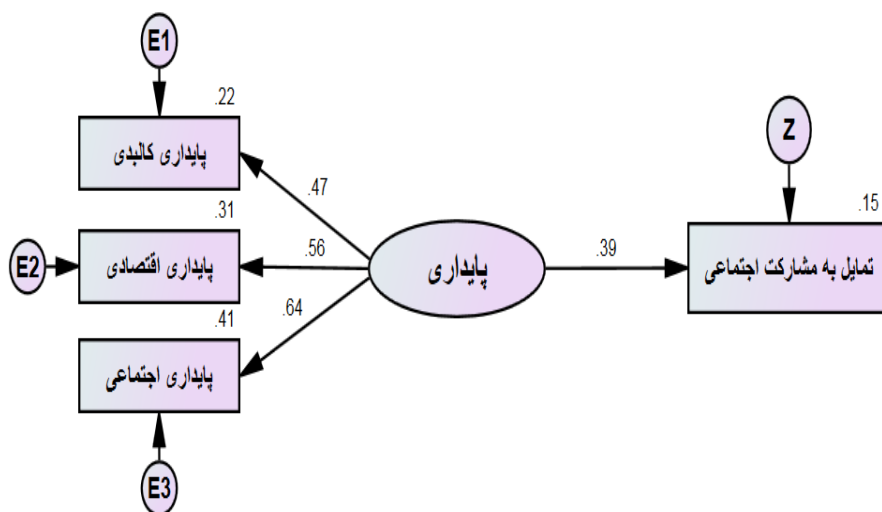 E1
.22
پایداری کالبدی
.47
.31
E2
پایداری اقتصادی
.56
.41
پایداری اجتماعی
.64
E3
پایداری
.39
Z
.15
تمایل به مشارکت اجتماعی